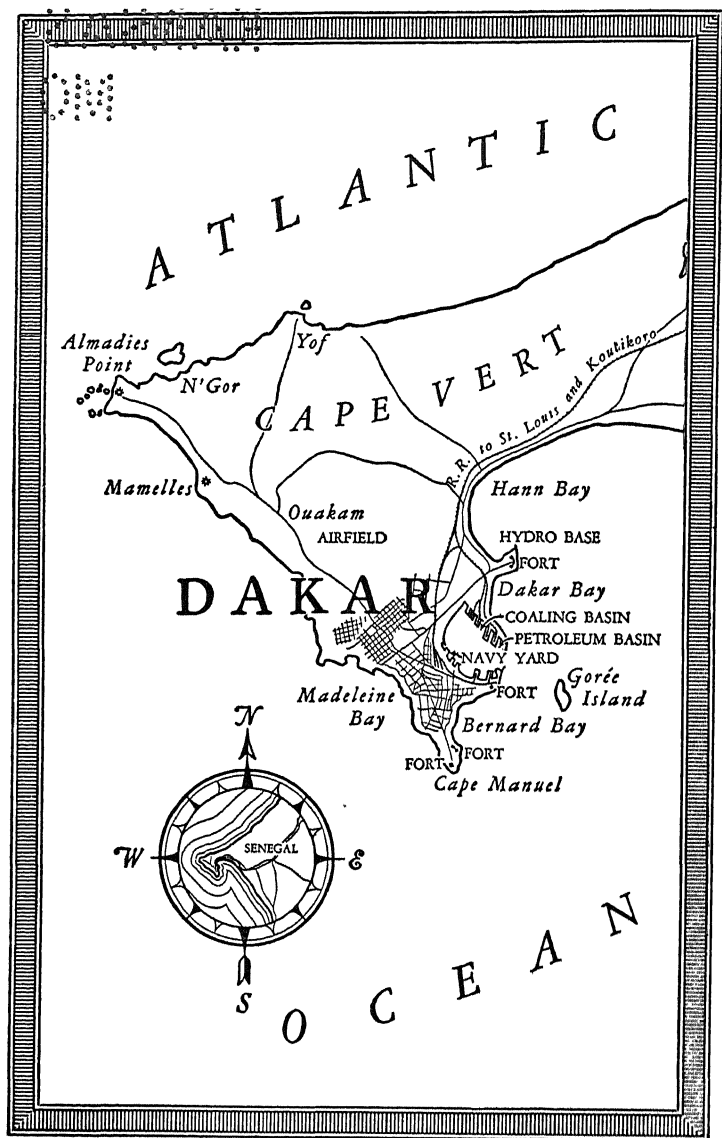 DM
ATLANTIC
Almadies
Point
N'Gor
Yof
CAPE VERT
R.R. to St. Louis and Koutikoro
Mamelles
Hann Bay
Ouakam
AIRFIELD
HYDRO BASE
FORT
DAKAR
Dakar Bay
COALING BASIN
PETROLEUM BASIN
NAVY YARD
Gorée
Island
FORT
Madeleine
Bay
Bernard Bay
FORT
FORT
Cape Manuel
N
W
SENEGAL
E
S
OCEAN